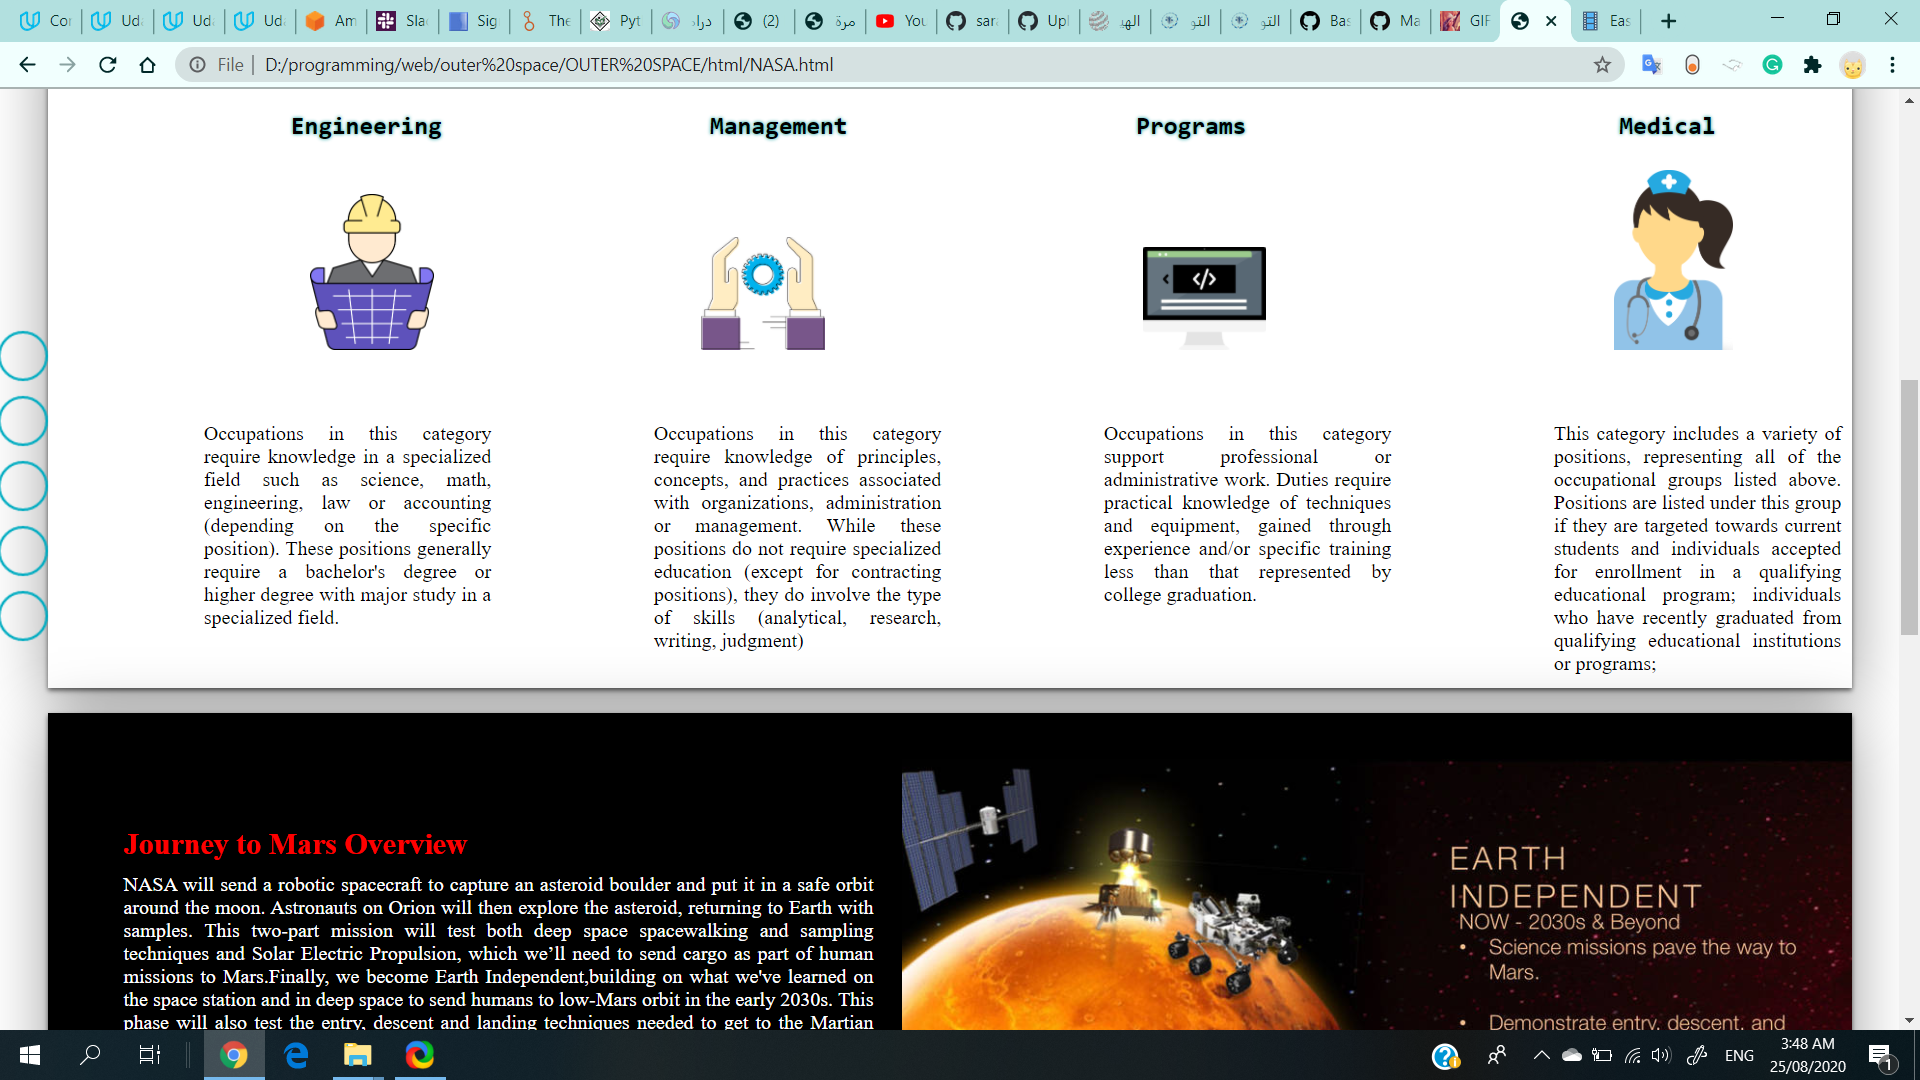 Cor
Uda
Uda
Uda
Am
Slac
Sig
The
Pyt
دراد
(2)
مرة
You
sara
Upl
الهي
التو
التو
Bas
Ma
GIF
Eas
File
D:/programming/web/outer%20space/OUTER%20SPACE/html/NASA.html
Engineering
Management
Programs
Medical
</>
Occupations in this category
require knowledge in a specialized
field such as science, math,
engineering, law or accounting
(depending on the specific
position). These positions generally
require a bachelor's degree or
higher degree with major study in a
specialized field.
Occupations in this category
require knowledge of principles,
concepts, and practices associated
with organizations, administration
or management. While these
positions do not require specialized
education (except for contracting
positions), they do involve the type
of skills (analytical, research,
writing, judgment)
Occupations in this category
support professional or
administrative work. Duties require
practical knowledge of techniques
and equipment, gained through
experience and/or specific training
less than that represented by
college graduation.
This category includes a variety of
positions, representing all of the
occupational groups listed above.
Positions are listed under this group
if they are targeted towards current
students and individuals accepted
for enrollment in a qualifying
educational program; individuals
who have recently graduated from
qualifying educational institutions
or programs;
Journey to Mars Overview
NASA will send a robotic spacecraft to capture an asteroid boulder and put it in a safe orbit
around the moon. Astronauts on Orion will then explore the asteroid, returning to Earth with
samples. This two-part mission will test both deep space spacewalking and sampling
techniques and Solar Electric Propulsion, which we’ll need to send cargo as part of human
missions to Mars.Finally, we become Earth Independent,building on what we've learned on
the space station and in deep space to send humans to low-Mars orbit in the early 2030s. This
phase will also test the entry, descent and landing techniques needed to get to the Martian
EARTH
INDEPENDENT
NOW - 2030s & Beyond
• Science missions pave the way to
Mars.
• Demonstrate entry, descent, and
ENG
3:48 AM
25/08/2020
1